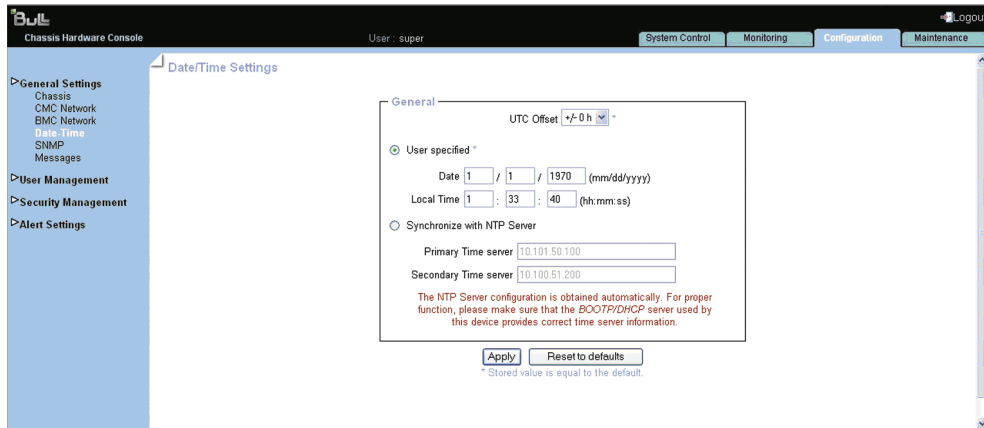 Bull
Logou
Chassis Hardware Console
User : super
System Control
Monitoring
Configuration
Maintenance
General Settings
Chassis
CMC Network
BMC Network
Date-Time
SNMP
Messages
User Management
Security Management
Alert Settings
Date/Time Settings
General
UTC Offset +/- 0 h *
User specified *
Date 1 / 1 / 1970 (mm/dd/yyyy)
Local Time 1 : 33 : 40 (hh:mm:ss)
Synchronize with NTP Server
Primary Time server 10.101.50.100
Secondary Time server 10.100.51.200
The NTP Server configuration is obtained automatically. For proper
function, please make sure that the BOOTP/DHCP server used by
this device provides correct time server information.
Apply
Reset to defaults
* Stored value is equal to the default.